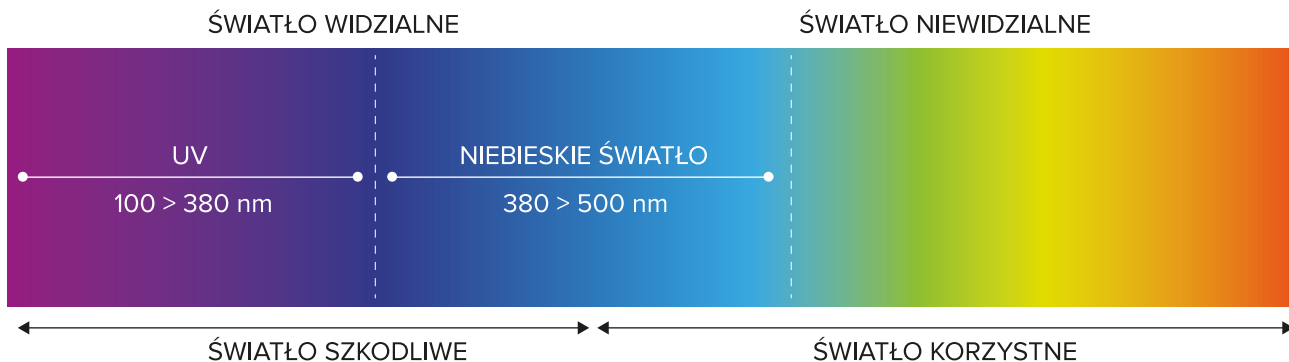 ŚWIATŁO WIDZIALNE
ŚWIATŁO NIEWIDZIALNE
UV
NIEBIESKIE ŚWIATŁO
100 > 380 nm
380 > 500 nm
ŚWIATŁO SZKODLIWE
ŚWIATŁO KORZYSTNE